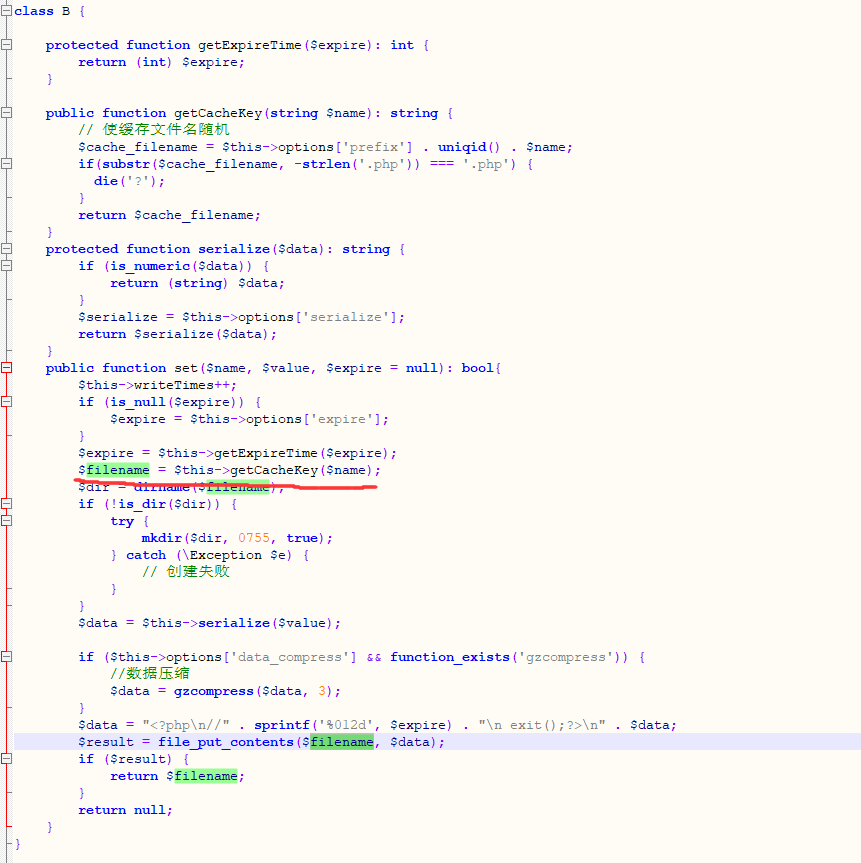 class B {
protected function getExpireTime($expire): int {
return (int) $expire;
}
public function getCacheKey(string $name): string {
// 使缓存文件名随机
$cache_filename = $this->options['prefix'] . uniqid() . $name;
if(substr($cache_filename, -strlen('.php')) === '.php') {
die('?');
}
return $cache_filename;
}
protected function serialize($data): string {
if (is_numeric($data)) {
return (string) $data;
}
$serialize = $this->options['serialize'];
return $serialize($data);
}
public function set($name, $value, $expire = null): bool{
$this->writeTimes++;
if (is_null($expire)) {
$expire = $this->options['expire'];
}
$expire = $this->getExpireTime($expire);
$filename = $this->getCacheKey($name);
$dir = dirname($filename);
if (!is_dir($dir)) {
try {
mkdir($dir, 0755, true);
} catch (\Exception $e) {
// 创建失败
}
}
$data = $this->serialize($value);
if ($this->options['data_compress'] && function_exists('gzcompress')) {
//数据压缩
$data = gzcompress($data, 3);
}
$data = "<?php\n//" . sprintf('%012d', $expire) . "\n exit();?>\n" . $data;
$result = file_put_contents($filename, $data);
if ($result) {
return $filename;
}
return null;
}
}